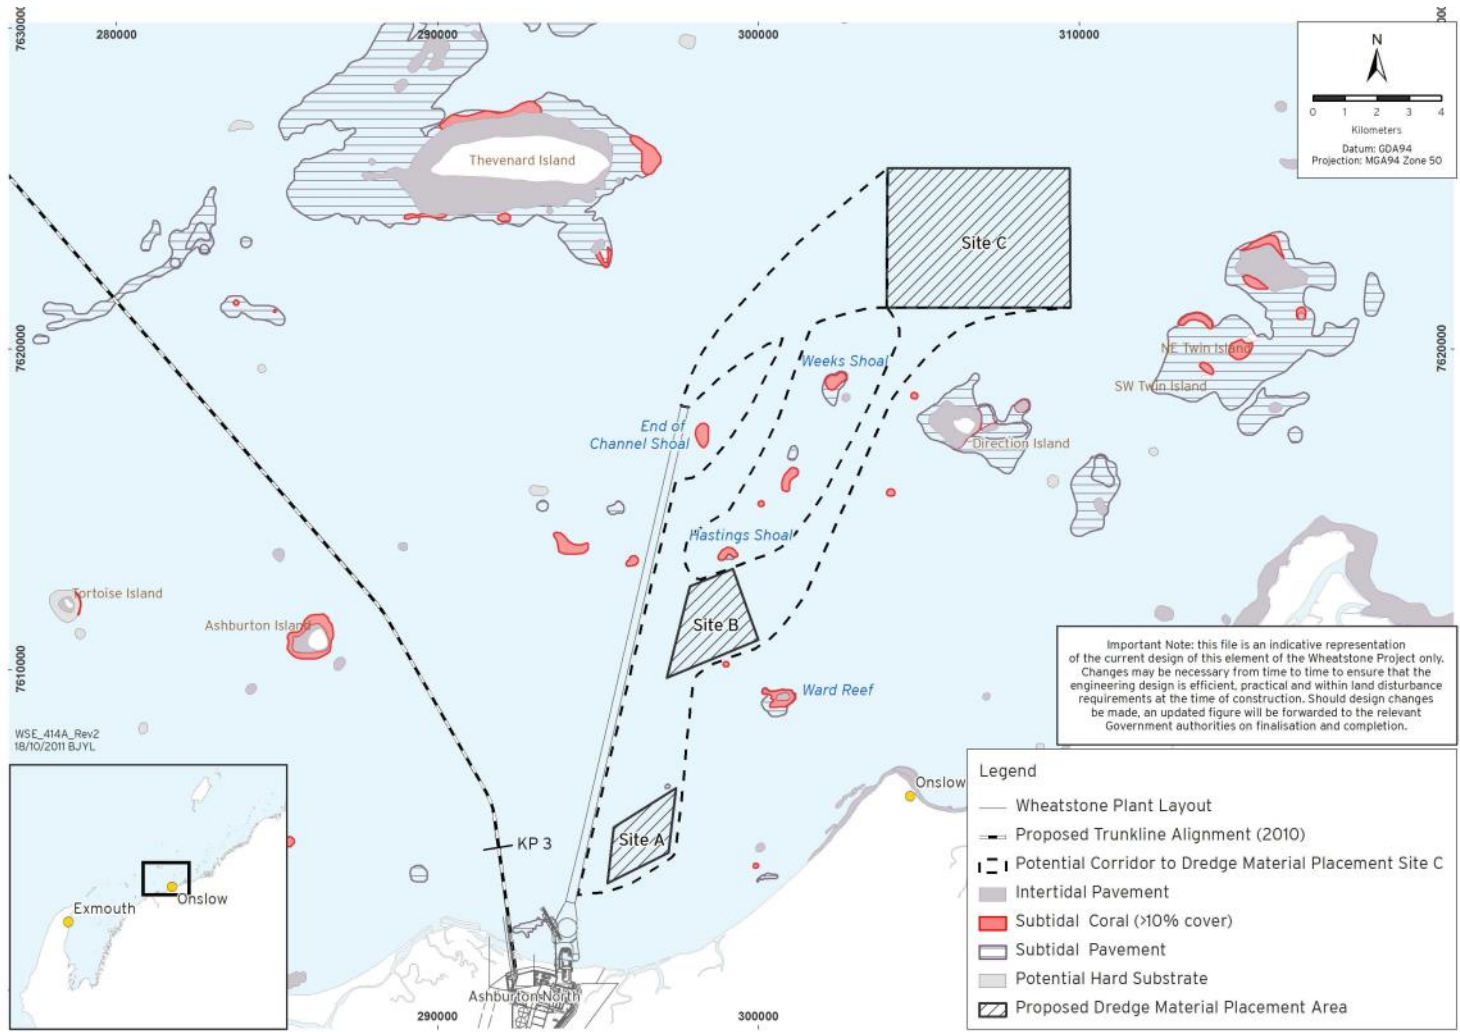 280000
290000
300000
310000
7630000
N
0 1 2 3 4
Kilometers
Datum: GDA94
Projection: MGA94 Zone 50
Thevenard Island
Site C
7620000
7620000
Weeks Shoal
NE Twin Island
SW Twin Island
End of
Channel Shoal
Direction Island
Hastings Shoal
Tortoise Island
Ashburton Island
Site B
7610000
Ward Reef
Important Note: this file is an indicative representation
of the current design of this element of the Wheatstone Project only.
Changes may be necessary from time to time to ensure that the
engineering design is efficient, practical and within land disturbance
requirements at the time of construction. Should design changes
be made, an updated figure will be forwarded to the relevant
Government authorities on finalisation and completion.
WSE_414A_Rev2
18/10/2011 BJYL
Onslow
Site A
KP 3
Exmouth
Onslow
Ashburton North
Legend
Wheatstone Plant Layout
Proposed Trunkline Alignment (2010)
Potential Corridor to Dredge Material Placement Site C
Intertidal Pavement
Subtidal Coral (>10% cover)
Subtidal Pavement
Potential Hard Substrate
Proposed Dredge Material Placement Area
290000
300000